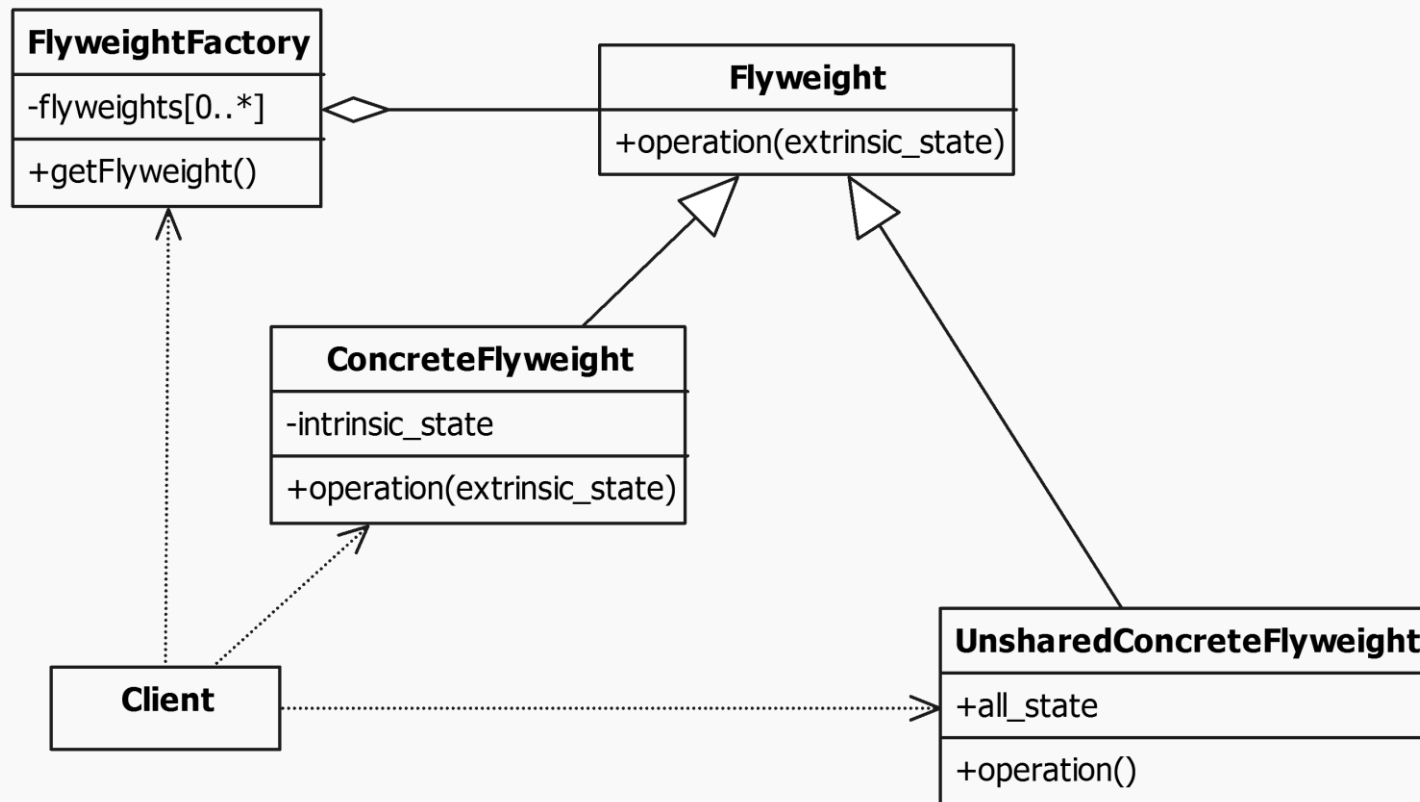 FlyweightFactory
-flyweights[0..*]
+getFlyweight()
Flyweight
+operation(extrinsic_state)
ConcreteFlyweight
-intrinsic_state
+operation(extrinsic_state)
Client
UnsharedConcreteFlyweight
+all_state
+operation()